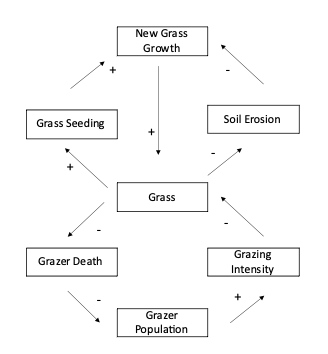 New Grass
Growth
+
-
Grass Seeding
Soil Erosion
+
-
+
Grass
-
-
Grazer Death
Grazing
Intensity
-
+
Grazer
Population